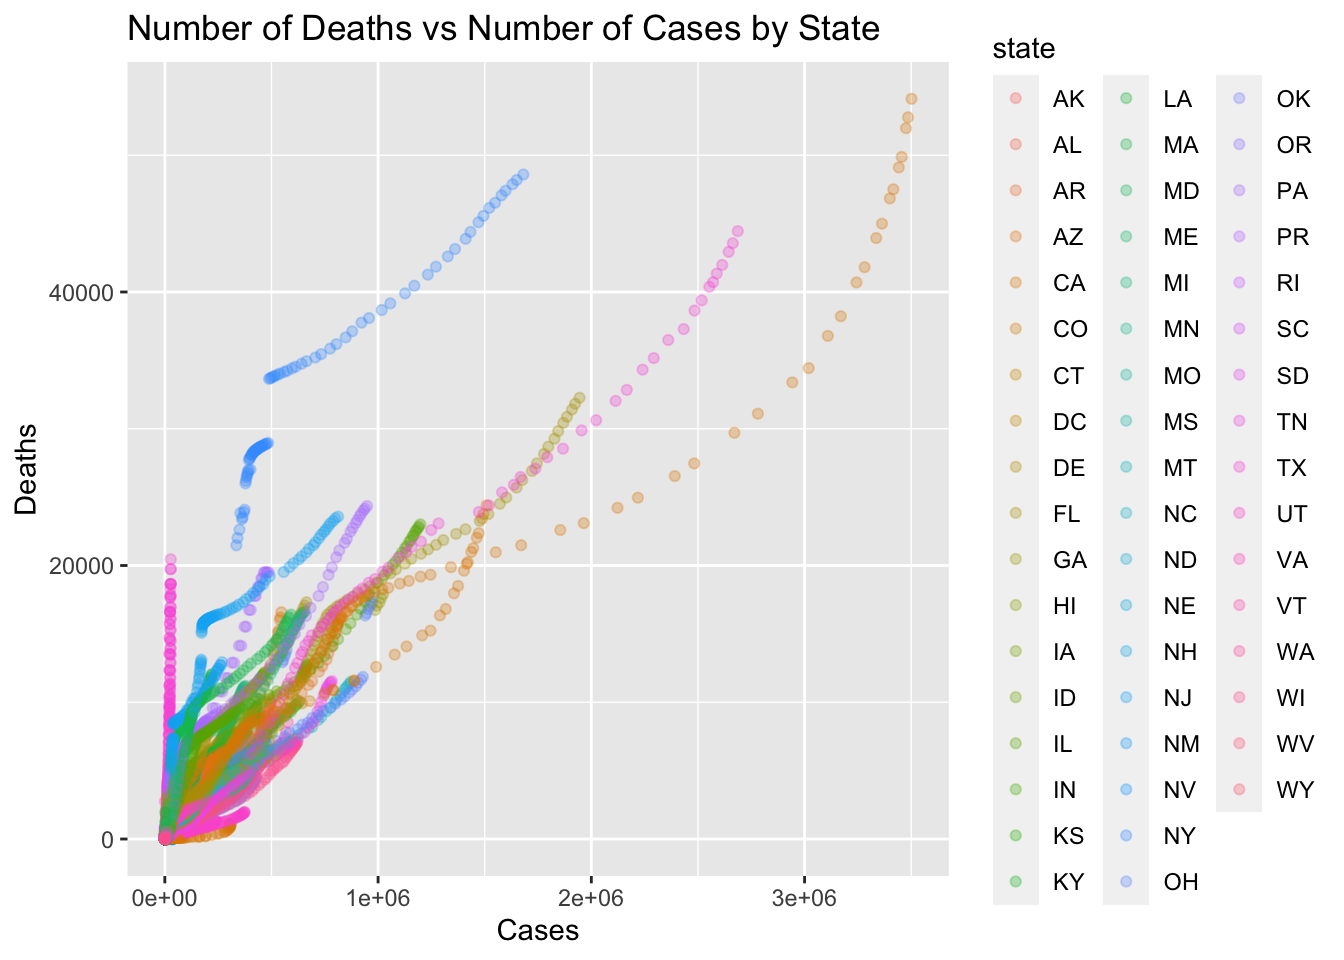 Number of Deaths vs Number of Cases by State
Deaths
40000
20000
0
0e+00
1e+06
2e+06
3e+06
Cases
state
AK
AL
AR
AZ
CA
CO
CT
DC
DE
FL
GA
HI
IA
ID
IL
IN
KS
KY
LA
MA
MD
ME
MI
MN
MO
MS
MT
NC
ND
NE
NH
NJ
NM
NV
NY
OH
OK
OR
PA
PR
RI
SC
SD
TN
TX
UT
VA
VT
WA
WI
WV
WY